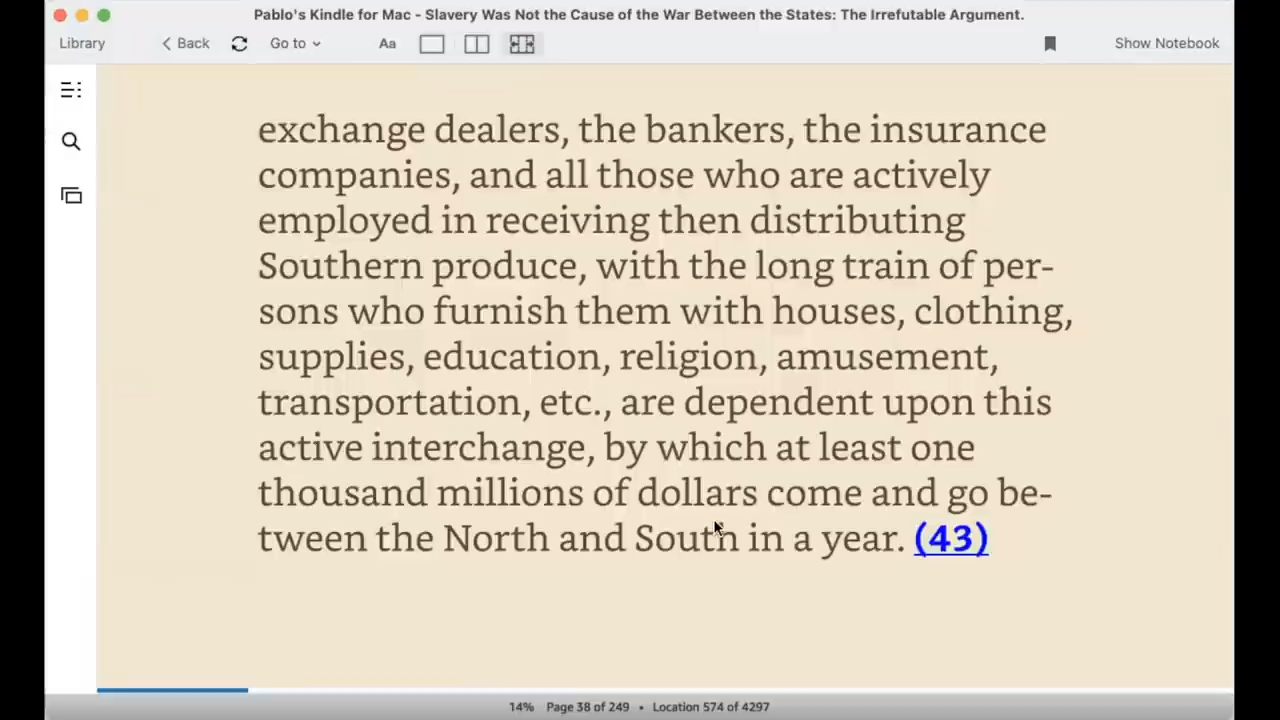 Pablo's Kindle for Mac - Slavery Was Not the Cause of the War Between the States: The Irrefutable Argument.
Library
Back
Go to
Aa
Show Notebook
exchange dealers, the bankers, the insurance
companies, and all those who are actively
employed in receiving then distributing
Southern produce, with the long train of per-
sons who furnish them with houses, clothing,
supplies, education, religion, amusement,
transportation, etc., are dependent upon this
active interchange, by which at least one
thousand millions of dollars come and go be-
tween the North and South in a year. (43)
14% Page 38 of 249 • Location 574 of 4297